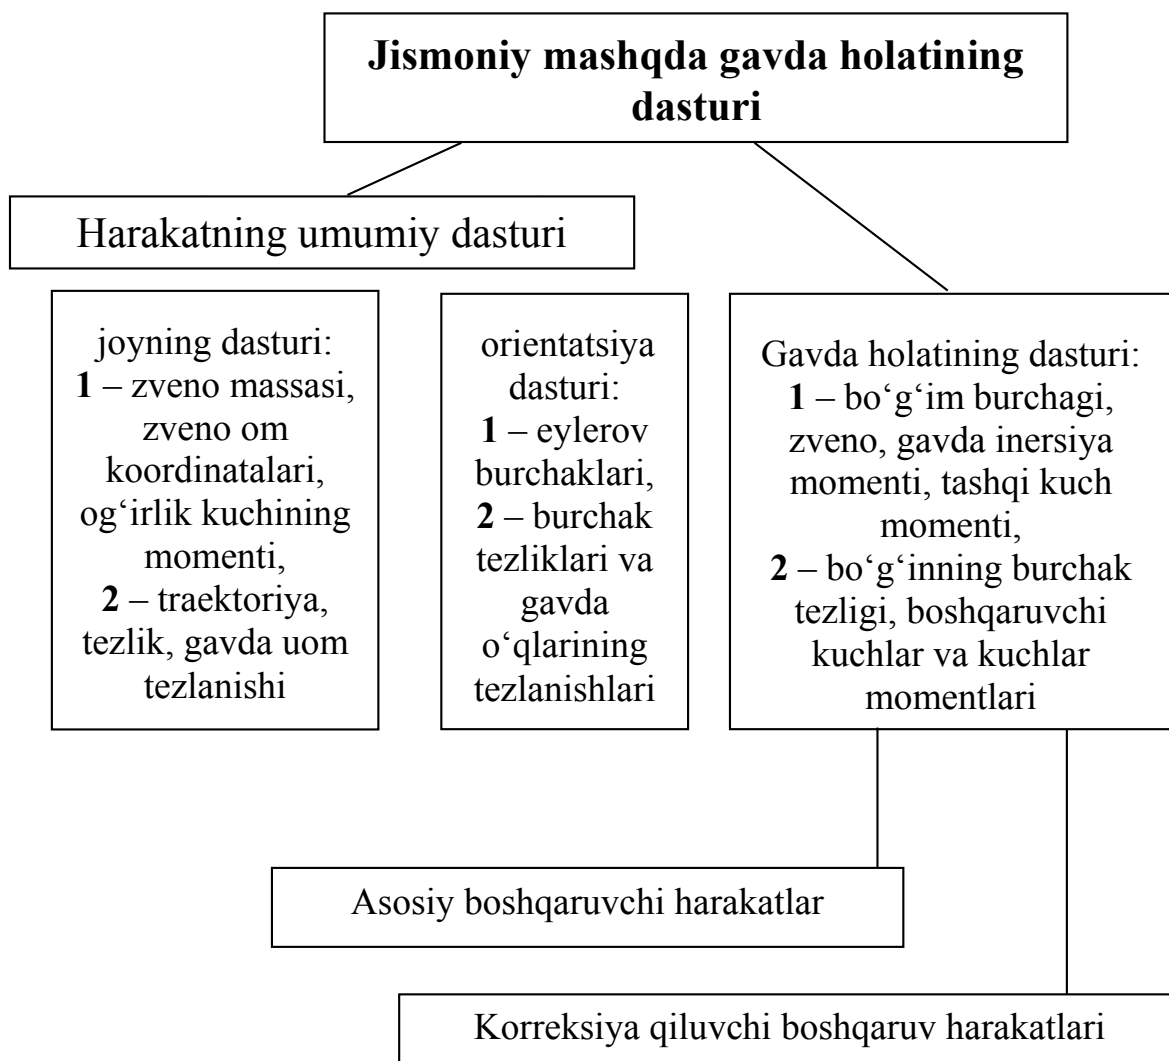 Jismoniy mashqda gavda holatining
dasturi
Harakatning umumiy dasturi
joyning dasturi:
1 – zveno massasi,
zveno om
koordinatalari,
og‘irlik kuchining
momenti,
2 – traektoriya,
tezlik, gavda uom
tezlanishi
orientatsiya
dasturi:
1 – eylerov
burchaklari,
2 – burchak
tezliklari va
gavda
o‘qlarining
tezlanishlari
Gavda holatining dasturi:
1 – bo‘g‘im burchagi,
zveno, gavda inersiya
momenti, tashqi kuch
momenti,
2 – bo‘g‘inning burchak
tezligi, boshqaruvchi
kuchlar va kuchlar
momentlari
Asosiy boshqaruvchi harakatlar
Korreksiya qiluvchi boshqaruv harakatlari